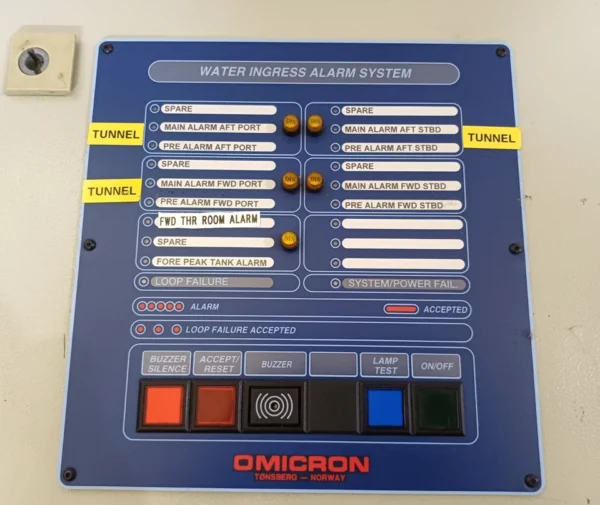 WATER INGRESS ALARM SYSTEM
SPARE
MAIN ALARM AFT PORT
PRE ALARM AFT PORT
TUNNEL
SPARE
MAIN ALARM AFT STBD
PRE ALARM AFT STBD
TUNNEL
SPARE
MAIN ALARM FWD PORT
PRE ALARM FWD PORT
TUNNEL
SPARE
MAIN ALARM FWD STBD
PRE ALARM FWD STBD
FWD THR ROOM ALARM
SPARE
FORE PEAK TANK ALARM
LOOP FAILURE
SYSTEM/POWER FAIL.
ALARM
ACCEPTED
LOOP FAILURE ACCEPTED
BUZZER
SILENCE
ACCEPT/
RESET
BUZZER
LAMP
TEST
ON/OFF
OMICRON
TØNSBERG — NORWAY